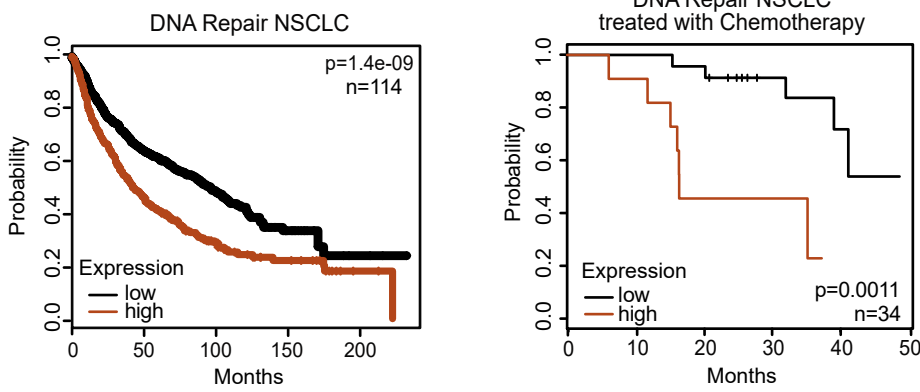 DNA Repair NSCLC
p=1.4e-09
n=114
Probability
1.0
0.8
0.6
0.4
0.2
0.0
Expression
low
high
0 50 100 150 200
Months
DNA Repair NSCLC
treated with Chemotherapy
Probability
1.0
0.8
0.6
0.4
0.2
0.0
Expression
low
high
p=0.0011
n=34
0 10 20 30 40 50
Months